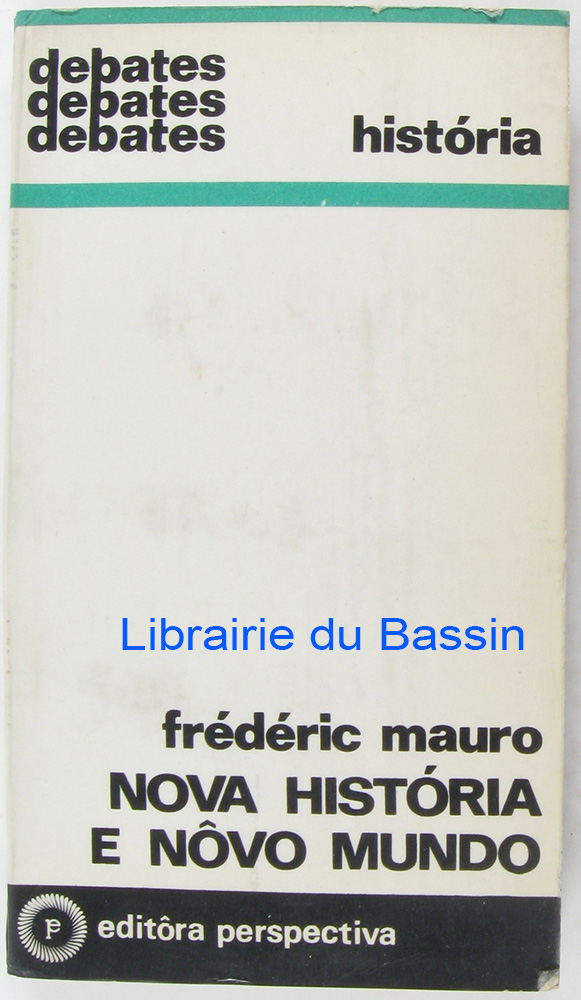 debates
debates
debates história
Librairie du Bassin
frédéric mauro
NOVA HISTÓRIA
E NÔVO MUNDO
editôra perspectiva